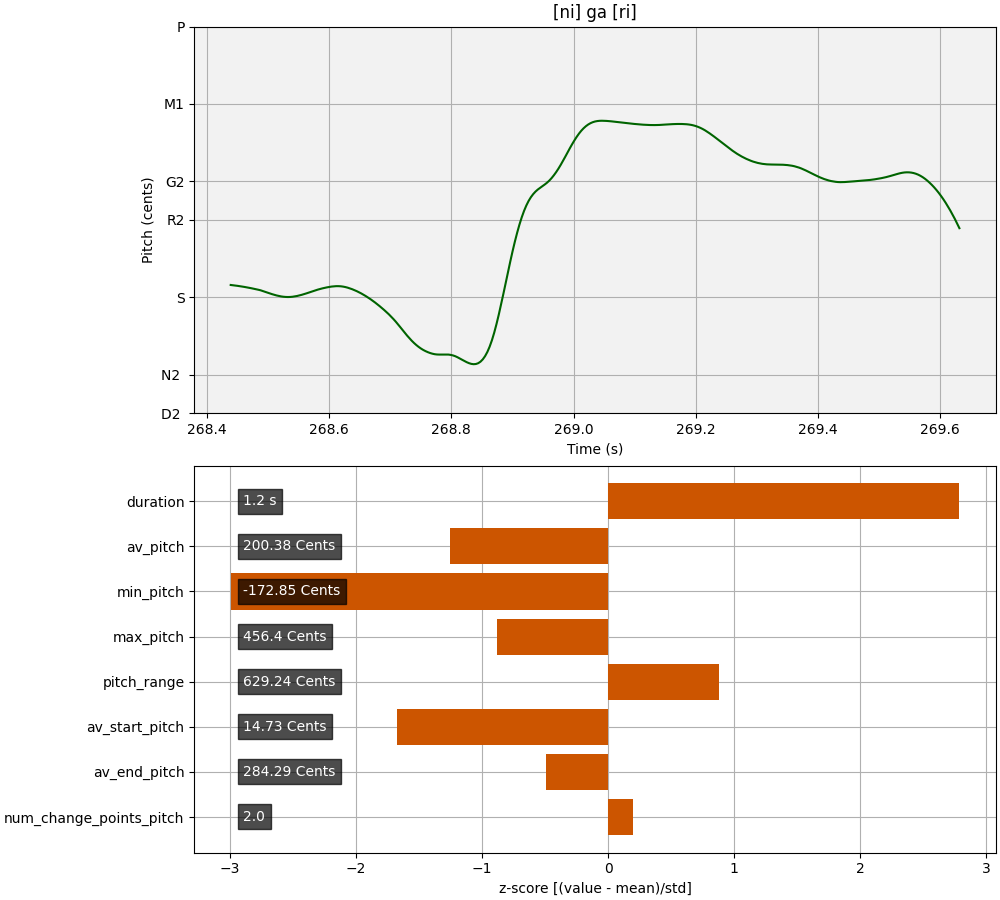 [ni] ga [ri]
P
M1
G2
R2
S
N2
D2
Pitch (cents)
268.4 268.6 268.8 269.0 269.2 269.4 269.6
Time (s)
duration 1.2 s
av_pitch 200.38 Cents
min_pitch -172.85 Cents
max_pitch 456.4 Cents
pitch_range 629.24 Cents
av_start_pitch 14.73 Cents
av_end_pitch 284.29 Cents
num_change_points_pitch 2.0
−3 −2 −1 0 1 2 3
z-score [(value - mean)/std]